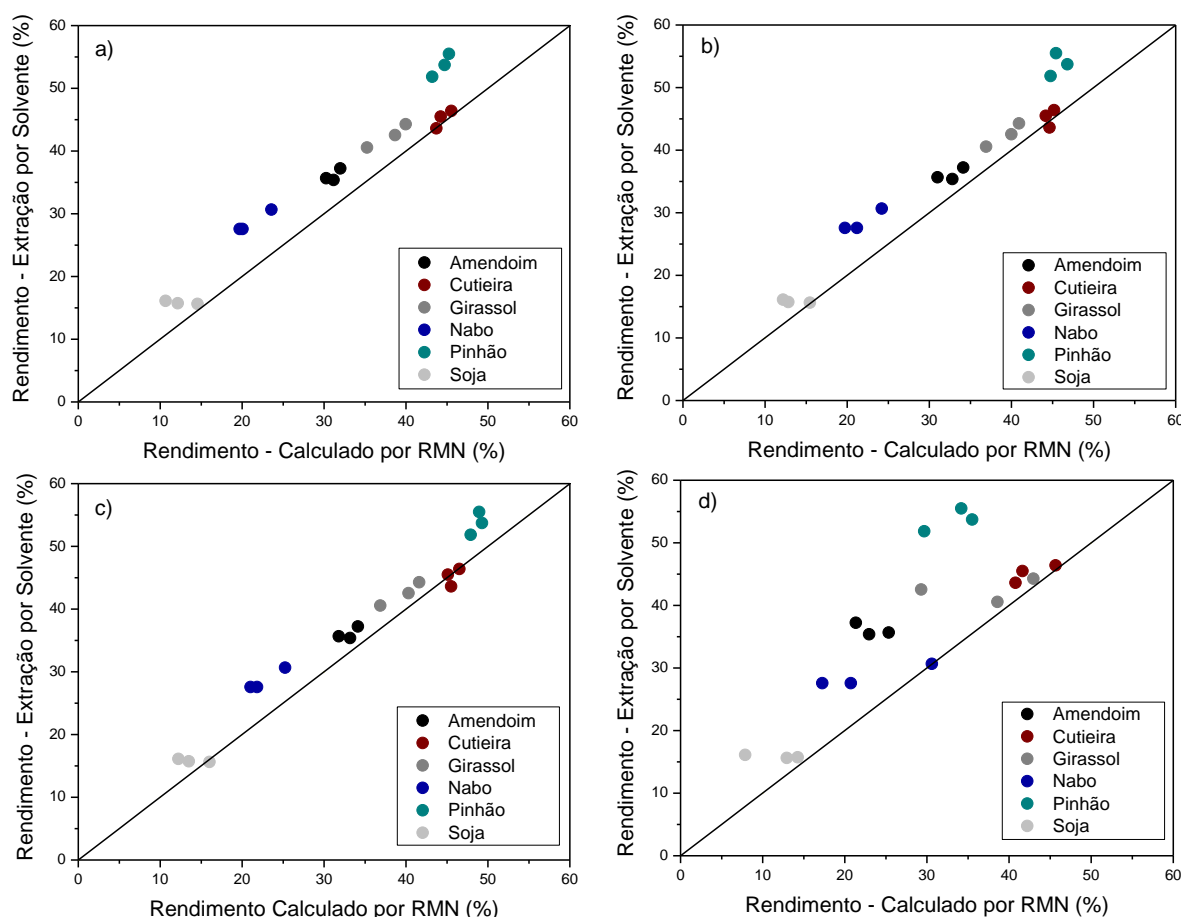 a)
Rendimento - Extração por Solvente (%)
60
50
40
30
20
10
0
Amendoim
Cutieira
Girassol
Nabo
Pinhão
Soja
0 10 20 30 40 50 60
Rendimento - Calculado por RMN (%)
b)
Rendimento - Extração por Solvente (%)
60
50
40
30
20
10
0
Amendoim
Cutieira
Girassol
Nabo
Pinhão
Soja
0 10 20 30 40 50 60
Rendimento - Calculado por RMN (%)
c)
Rendimento - Extração por Solvente (%)
60
50
40
30
20
10
0
Amendoim
Cutieira
Girassol
Nabo
Pinhão
Soja
0 10 20 30 40 50 60
Rendimento Calculado por RMN (%)
d)
Rendimento - Extração por Solvente (%)
60
50
40
30
20
10
0
Amendoim
Cutieira
Girassol
Nabo
Pinhão
Soja
0 10 20 30 40 50 60
Rendimento - Calculado por RMN (%)